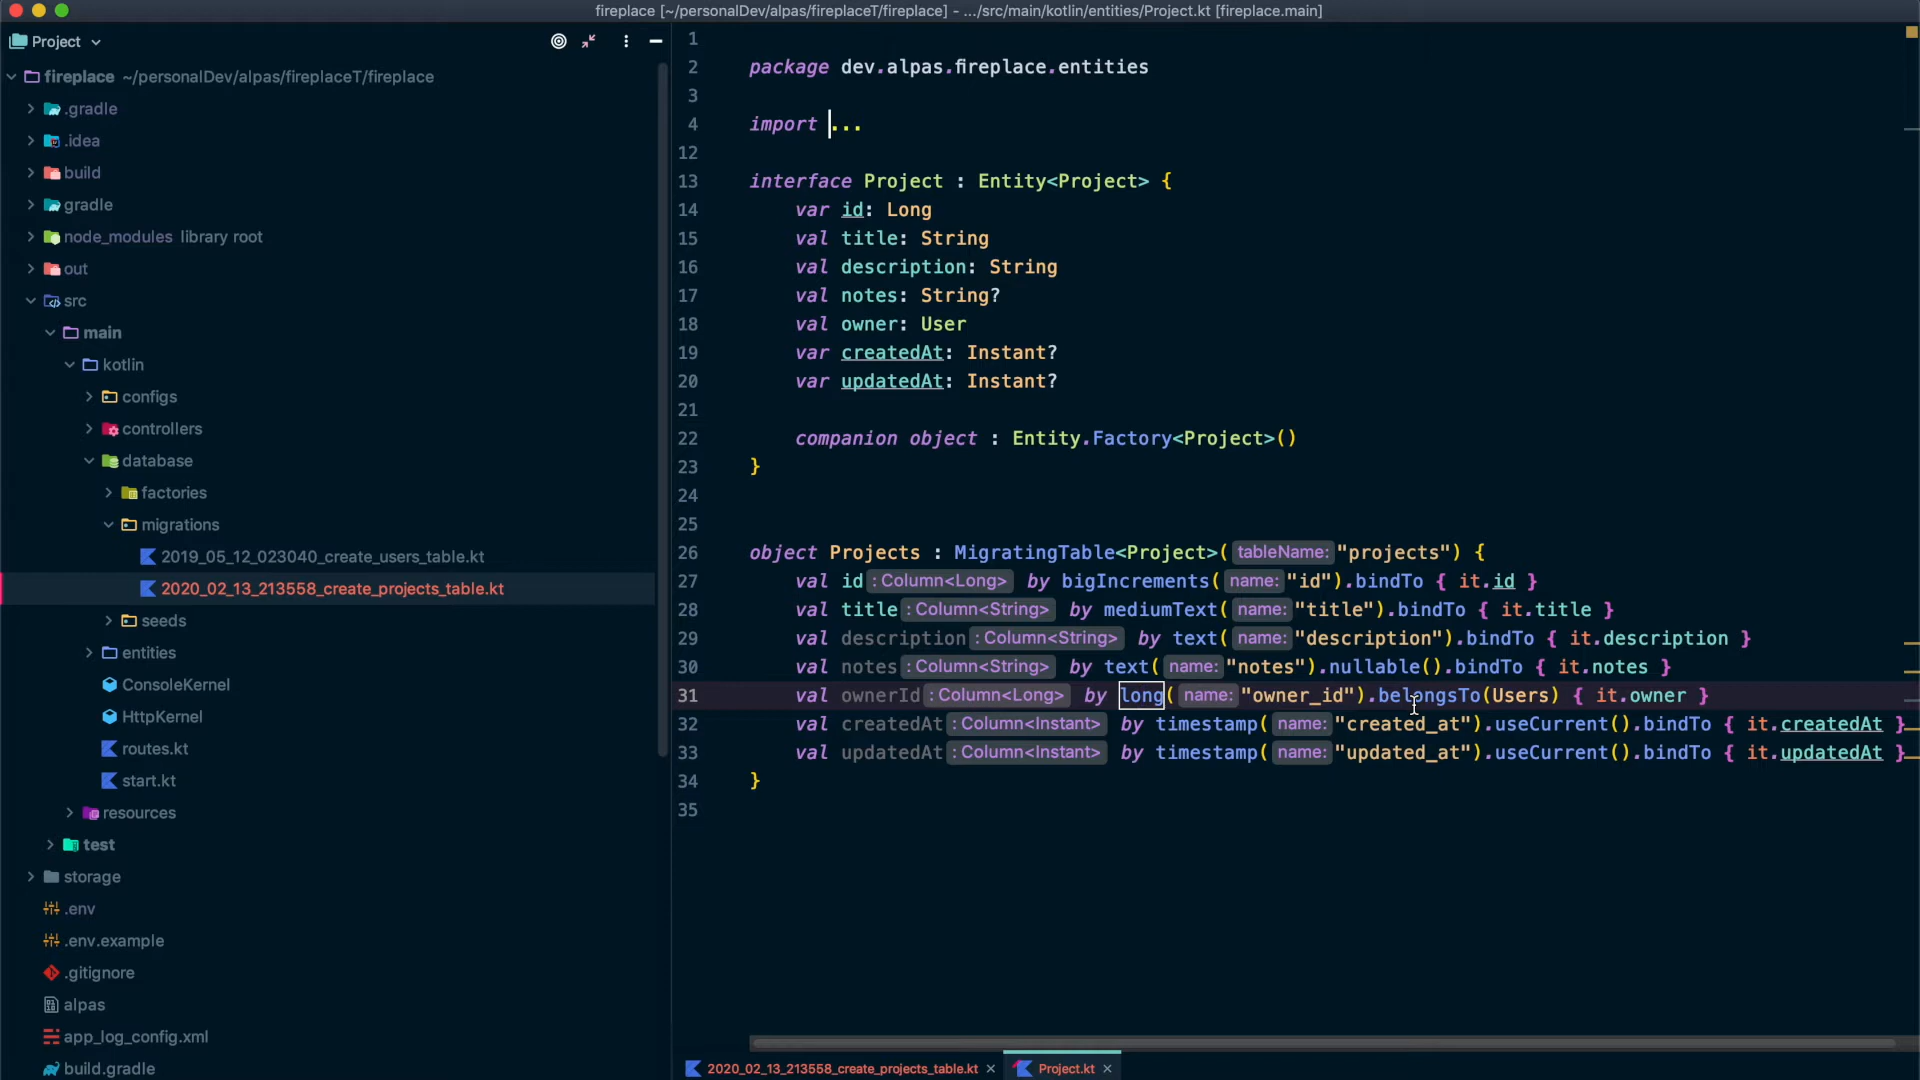 fireplace [~/personalDev/alpas/fireplaceT/fireplace] - .../src/main/kotlin/entities/Project.kt [fireplace.main]
Project
fireplace ~/personalDev/alpas/fireplaceT/fireplace
.gradle
.idea
build
gradle
node_modules library root
out
src
main
kotlin
configs
controllers
database
factories
migrations
2019_05_12_023040_create_users_table.kt
2020_02_13_213558_create_projects_table.kt
seeds
entities
ConsoleKernel
HttpKernel
routes.kt
start.kt
resources
test
storage
.env
.env.example
.gitignore
alpas
app_log_config.xml
build.gradle
1
2 package dev.alpas.fireplace.entities
3
4 import ...
12
13 interface Project : Entity<Project> {
14 var id: Long
15 val title: String
16 val description: String
17 val notes: String?
18 val owner: User
19 var createdAt: Instant?
20 var updatedAt: Instant?
21
22 companion object : Entity.Factory<Project>()
23 }
24
25
26 object Projects : MigratingTable<Project>( tableName: "projects") {
27 val id : Column<Long> by bigIncrements( name: "id").bindTo { it.id }
28 val title : Column<String> by mediumText( name: "title").bindTo { it.title }
29 val description : Column<String> by text( name: "description").bindTo { it.description }
30 val notes : Column<String> by text( name: "notes").nullable().bindTo { it.notes }
31 val ownerId : Column<Long> by long( name: "owner_id").belongsTo(Users) { it.owner }
32 val createdAt : Column<Instant> by timestamp( name: "created_at").useCurrent().bindTo { it.createdAt }
33 val updatedAt : Column<Instant> by timestamp( name: "updated_at").useCurrent().bindTo { it.updatedAt }
34 }
35
2020_02_13_213558_create_projects_table.kt
Project.kt